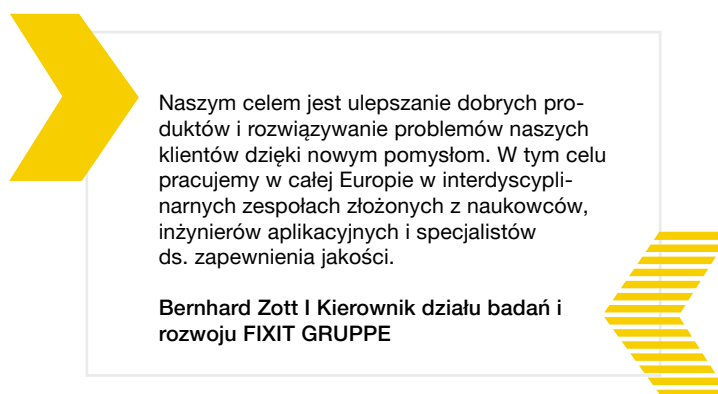 Naszym celem jest ulepszanie dobrych pro-
duktów i rozwiązywanie problemów naszych
klientów dzięki nowym pomysłom. W tym celu
pracujemy w całej Europie w interdyscypli-
narnych zespołach złożonych z naukowców,
inżynierów aplikacyjnych i specjalistów
ds. zapewnienia jakości.
Bernhard Zott I Kierownik działu badań i
rozwoju FIXIT GRUPPE